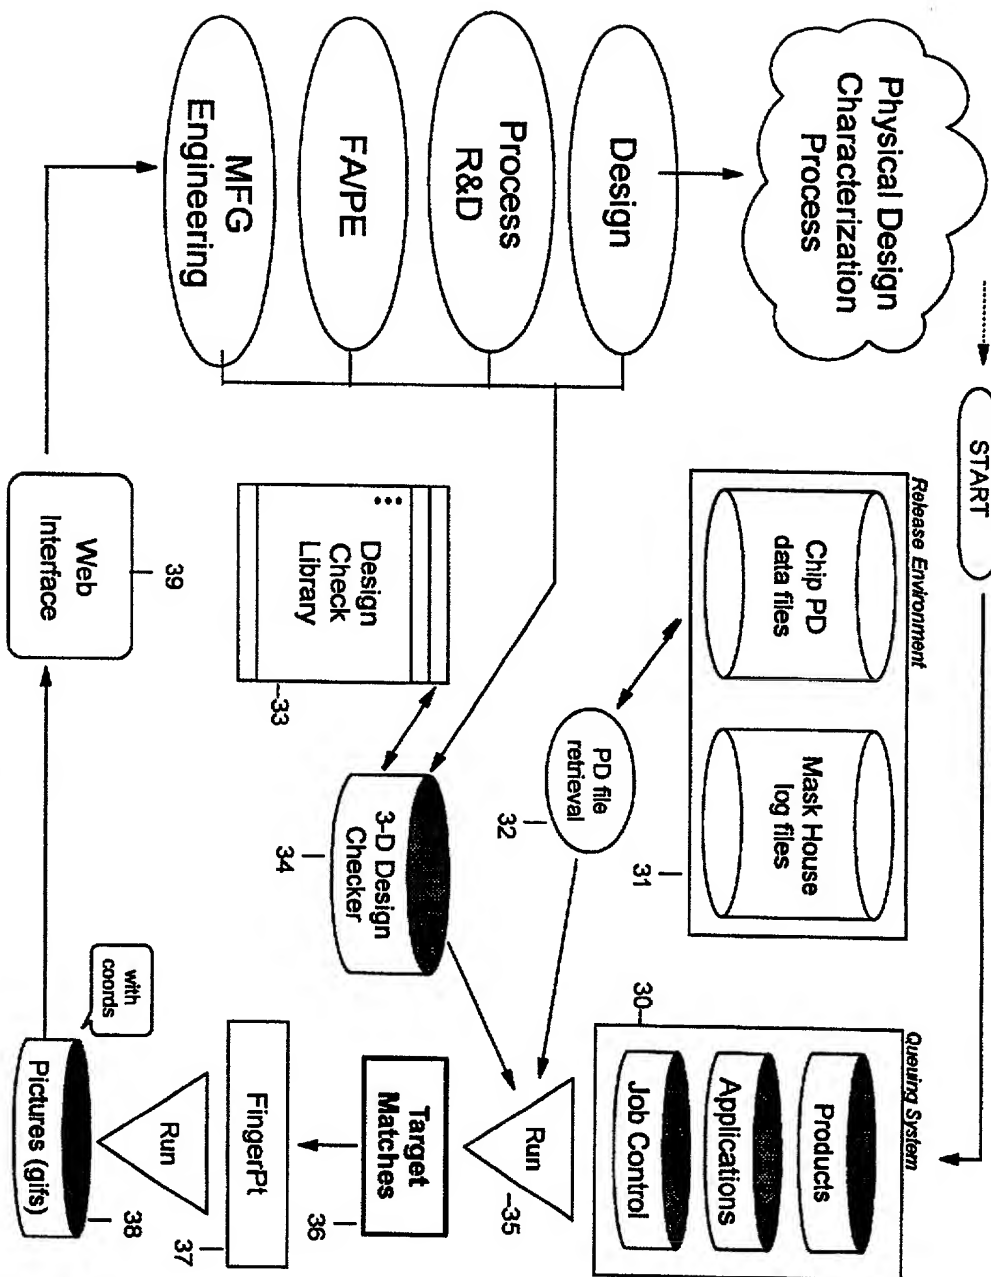 Physical Design
Characterization
Process
START
Design
Process
R&D
FA/PE
MFG
Engineering
Release Environment
Chip PD
data files
Mask House
log files
31
PD file
retrieval
32
Design
Check
Library
33
3-D Design
Checker
34
Queuing System
Products
Applications
Job Control
30
Run
35
Target
Matches
36
FingerPt
37
Run
Pictures (gifs)
38
with
coords
Web
Interface
39